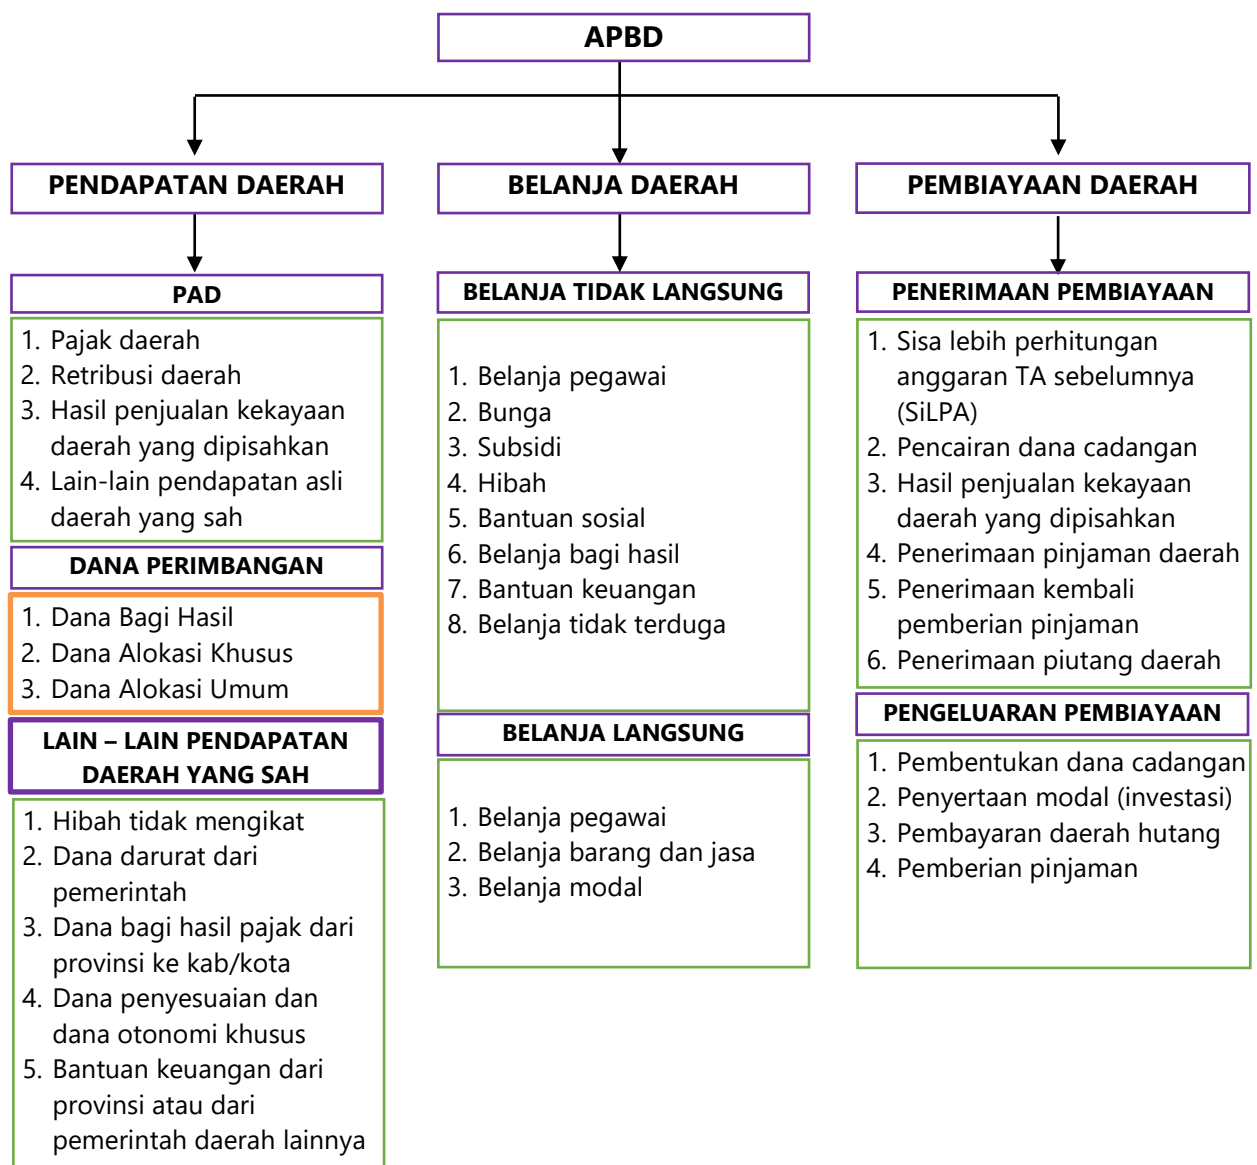 APBD
PENDAPATAN DAERAH
BELANJA DAERAH
PEMBIAYAAN DAERAH
PAD
1. Pajak daerah
2. Retribusi daerah
3. Hasil penjualan kekayaan
daerah yang dipisahkan
4. Lain-lain pendapatan asli
daerah yang sah
DANA PERIMBANGAN
1. Dana Bagi Hasil
2. Dana Alokasi Khusus
3. Dana Alokasi Umum
LAIN – LAIN PENDAPATAN
DAERAH YANG SAH
1. Hibah tidak mengikat
2. Dana darurat dari
pemerintah
3. Dana bagi hasil pajak dari
provinsi ke kab/kota
4. Dana penyesuaian dan
dana otonomi khusus
5. Bantuan keuangan dari
provinsi atau dari
pemerintah daerah lainnya
BELANJA TIDAK LANGSUNG
1. Belanja pegawai
2. Bunga
3. Subsidi
4. Hibah
5. Bantuan sosial
6. Belanja bagi hasil
7. Bantuan keuangan
8. Belanja tidak terduga
BELANJA LANGSUNG
1. Belanja pegawai
2. Belanja barang dan jasa
3. Belanja modal
PENERIMAAN PEMBIAYAAN
1. Sisa lebih perhitungan
anggaran TA sebelumnya
(SiLPA)
2. Pencairan dana cadangan
3. Hasil penjualan kekayaan
daerah yang dipisahkan
4. Penerimaan pinjaman daerah
5. Penerimaan kembali
pemberian pinjaman
6. Penerimaan piutang daerah
PENGELUARAN PEMBIAYAAN
1. Pembentukan dana cadangan
2. Penyertaan modal (investasi)
3. Pembayaran daerah hutang
4. Pemberian pinjaman